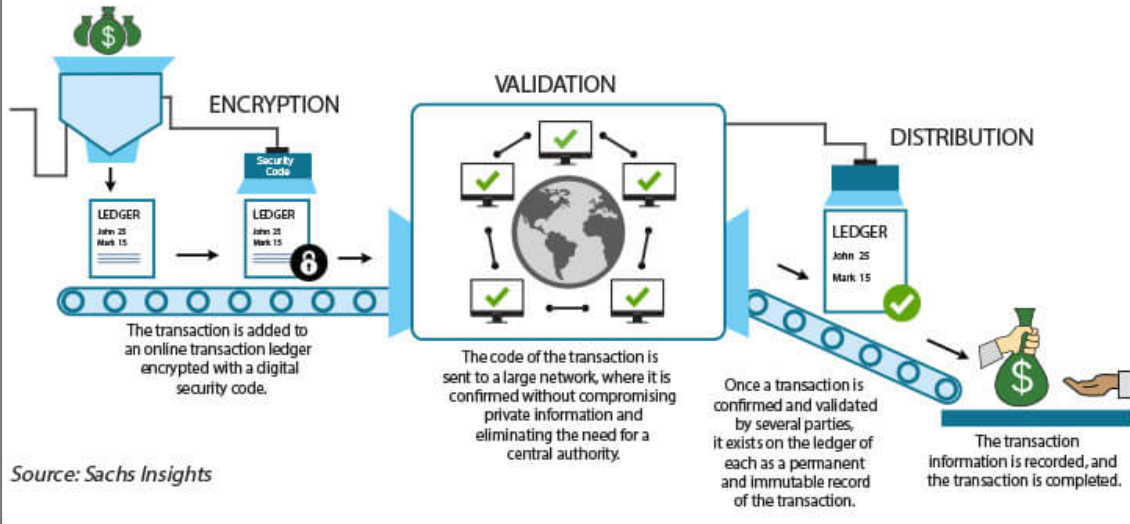 $
ENCRYPTION
Security
Code
LEDGER
John 25
Mark 15
LEDGER
John 25
Mark 15
The transaction is added to
an online transaction ledger
encrypted with a digital
security code.
VALIDATION
The code of the transaction is
sent to a large network, where it is
confirmed without compromising
private information and
eliminating the need for a
central authority.
DISTRIBUTION
LEDGER
John 25
Mark 15
Once a transaction is
confirmed and validated
by several parties,
it exists on the ledger of
each as a permanent
and immutable record
of the transaction.
$
The transaction
information is recorded, and
the transaction is completed.
Source: Sachs Insights